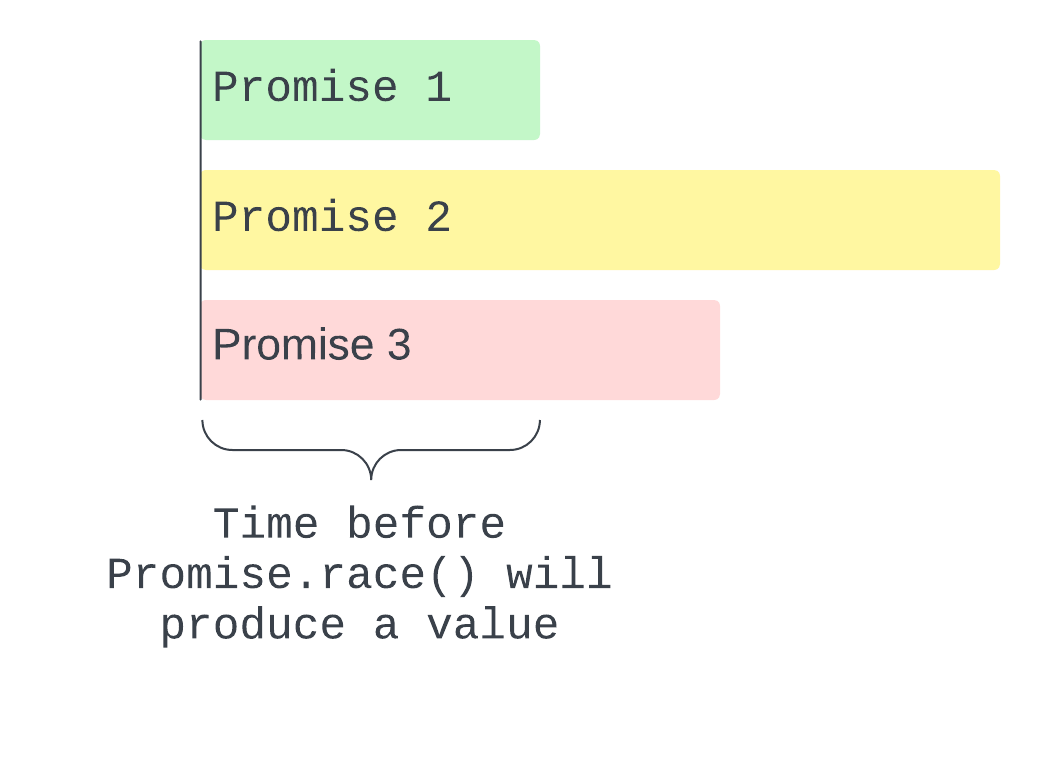 Promise 1
Promise 2
Promise 3
Time before
Promise.race() will
produce a value